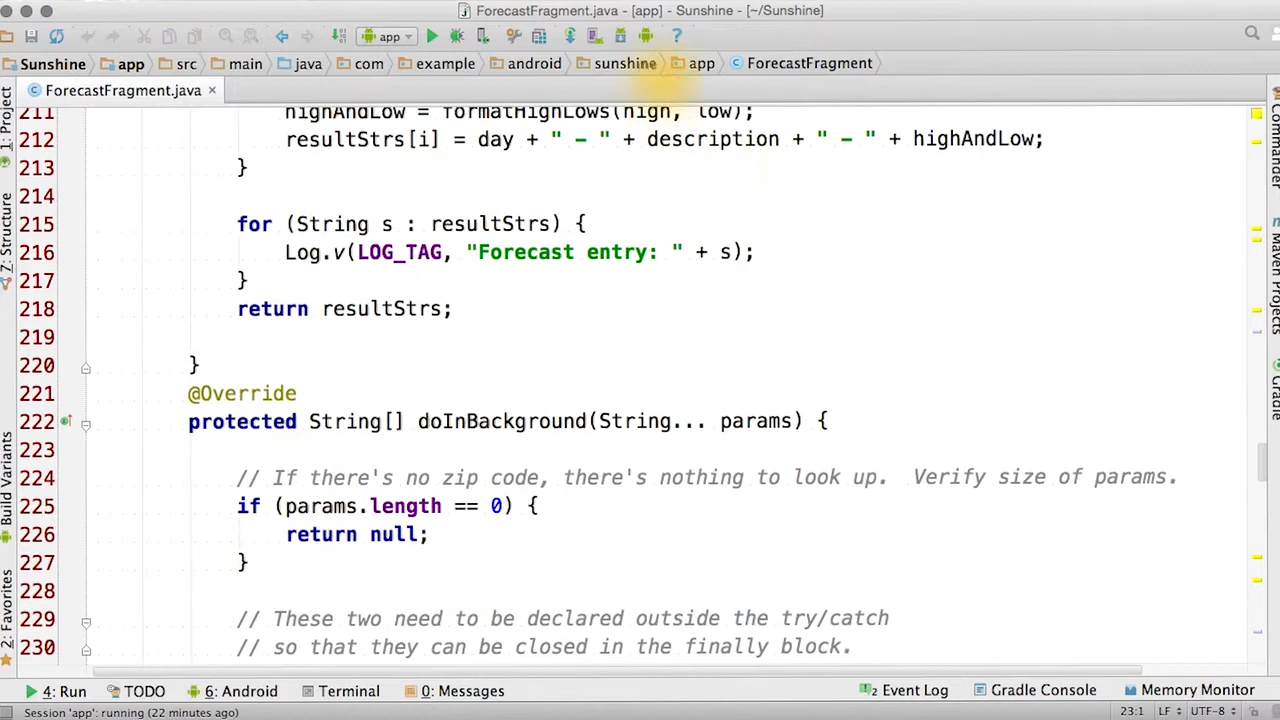 ForecastFragment.java - [app] - Sunshine - [~/Sunshine]
app
Sunshine app src main java com example android sunshine app ForecastFragment
ForecastFragment.java
211 highAndLow = formatHighLows(high, low);
212 resultStrs[i] = day + " - " + description + " - " + highAndLow;
213 }
214
215 for (String s : resultStrs) {
216 Log.v(LOG_TAG, "Forecast entry: " + s);
217 }
218 return resultStrs;
219
220 }
221 @Override
222 protected String[] doInBackground(String... params) {
223
224 // If there's no zip code, there's nothing to look up.  Verify size of params.
225 if (params.length == 0) {
226 return null;
227 }
228
229 // These two need to be declared outside the try/catch
230 // so that they can be closed in the finally block.
1: Project
7: Structure
Build Variants
2: Favorites
Commander
Maven Projects
Gradle
4: Run TODO 6: Android Terminal 0: Messages 2 Event Log Gradle Console Memory Monitor
Session 'app': running (22 minutes ago) 23:1 LF UTF-8